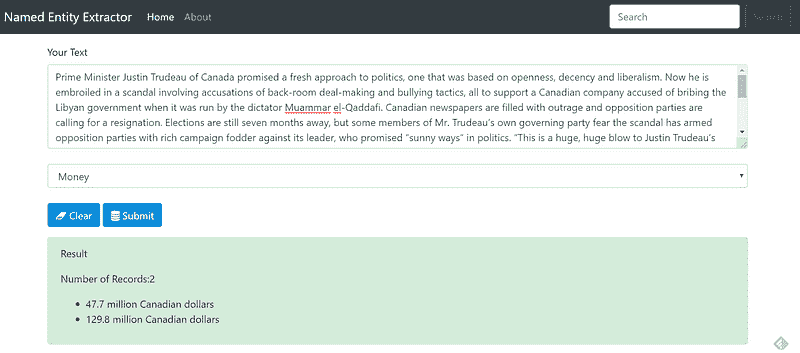 Named Entity Extractor Home About Search Search
Your Text
Prime Minister Justin Trudeau of Canada promised a fresh approach to politics, one that was based on openness, decency and liberalism. Now he is
embroiled in a scandal involving accusations of back-room deal-making and bullying tactics, all to support a Canadian company accused of bribing the
Libyan government when it was run by the dictator Muammar el-Qaddafi. Canadian newspapers are filled with outrage and opposition parties are
calling for a resignation. Elections are still seven months away, but some members of Mr. Trudeau's own governing party fear the scandal has armed
opposition parties with rich campaign fodder against its leader, who promised “sunny ways” in politics. “This is a huge, huge blow to Justin Trudeau's
Money
Clear Submit
Result
Number of Records:2
• 47.7 million Canadian dollars
• 129.8 million Canadian dollars